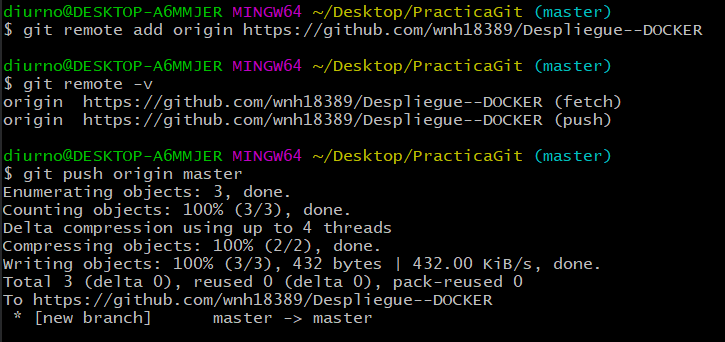 diurno@DESKTOP-A6MMJER MINGW64 ~/Desktop/PracticaGit (master)
$ git remote add origin https://github.com/wnh18389/Despliegue--DOCKER
diurno@DESKTOP-A6MMJER MINGW64 ~/Desktop/PracticaGit (master)
$ git remote -v
origin  https://github.com/wnh18389/Despliegue--DOCKER (fetch)
origin  https://github.com/wnh18389/Despliegue--DOCKER (push)
diurno@DESKTOP-A6MMJER MINGW64 ~/Desktop/PracticaGit (master)
$ git push origin master
Enumerating objects: 3, done.
Counting objects: 100% (3/3), done.
Delta compression using up to 4 threads
Compressing objects: 100% (2/2), done.
Writing objects: 100% (3/3), 432 bytes | 432.00 KiB/s, done.
Total 3 (delta 0), reused 0 (delta 0), pack-reused 0
To https://github.com/wnh18389/Despliegue--DOCKER
 * [new branch]      master -> master